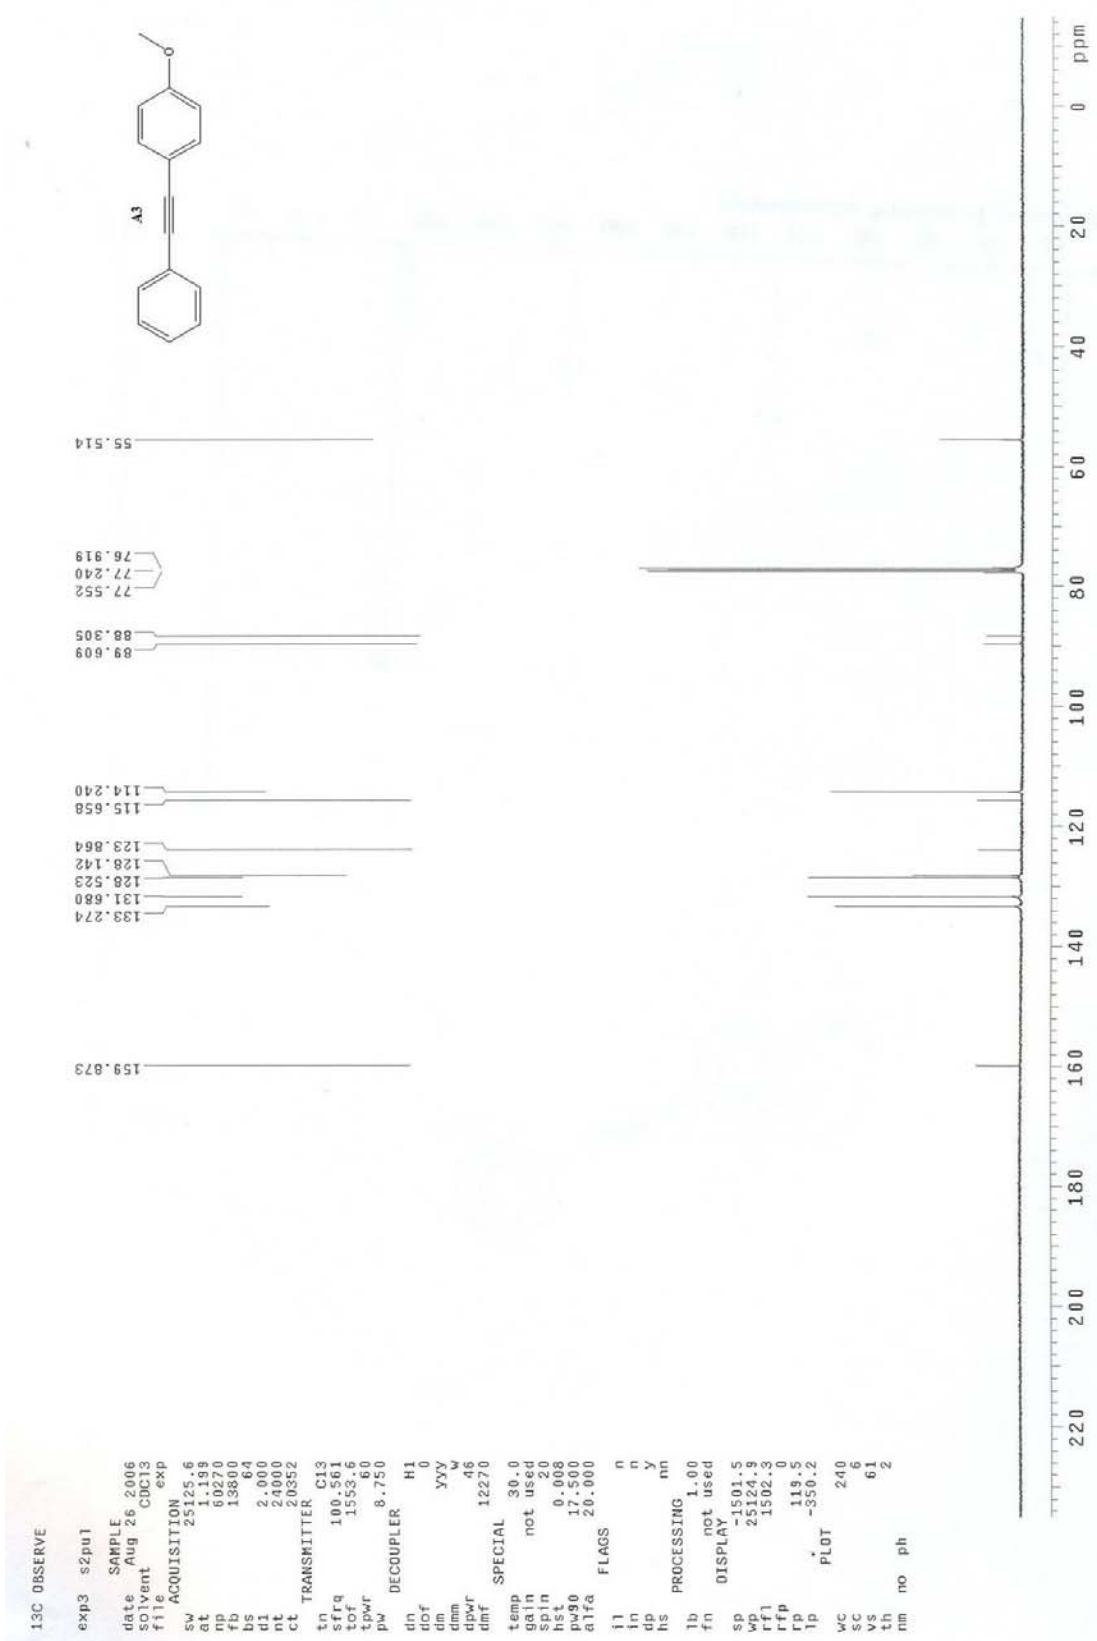 13C OBSERVE
exp3 s2pul
SAMPLE
date Aug 26 2006
solvent CDCl3
file exp
ACQUISITION
sw 25125.6
at 1.199
np 60270
fb 13800
bs 64
d1 2.000
nt 24000
ct 20352
TRANSMITTER
tn C13
sfrq 100.561
tof 1553.6
tpwr 60
pw 8.750
DECOUPLER
dn H1
dof 0
dm yyy
dmm w
dpwr 46
dmf 12270
SPECIAL
temp 30.0
gain not used
spin 20
hst 0.008
pw90 17.500
alfa 20.000
FLAGS
il n
in n
dp y
hs nn
PROCESSING
lb 1.00
fn not used
DISPLAY
sp -1501.5
wp 25124.9
rfl 1502.3
rfp 0
rp 119.5
lp -350.2
PLOT
wc 240
sc 6
vs 61
th 2
nm no ph
159.873
133.274
131.680
128.523
128.142
123.864
115.658
114.240
89.609
88.305
77.552
77.240
76.919
55.514
A3
O
220 200 180 160 140 120 100 80 60 40 20 0 ppm